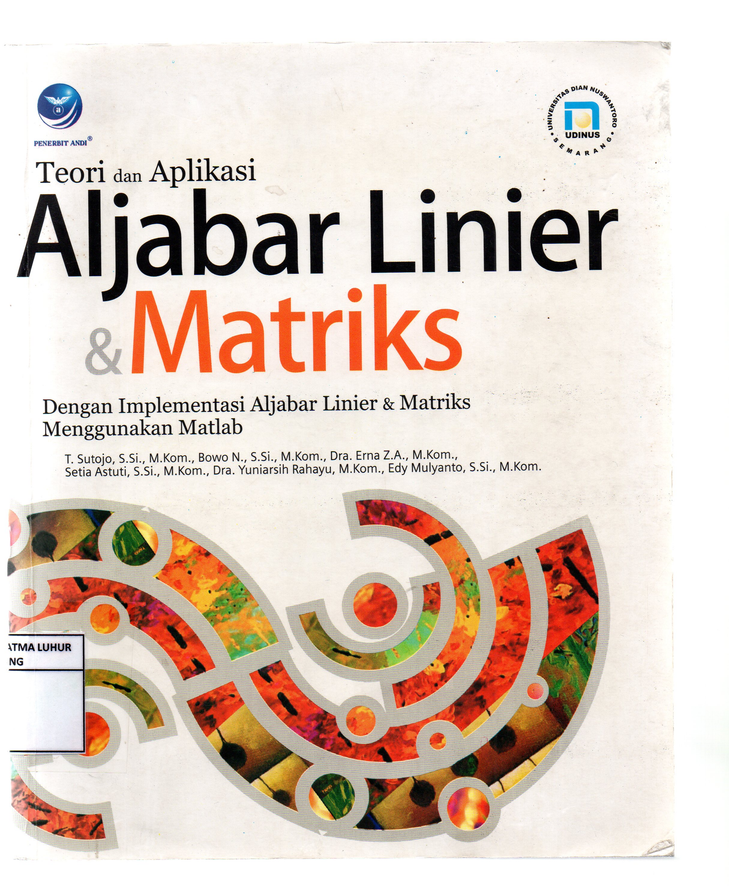 PENERBIT ANDI®
UNIVERSITAS DIAN NUSWANTORO
UDINUS
SEMARANG
Teori dan Aplikasi
Aljabar Linier
& Matriks
Dengan Implementasi Aljabar Linier & Matriks
Menggunakan Matlab
T. Sutojo, S.Si., M.Kom., Bowo N., S.Si., M.Kom., Dra. Erna Z.A., M.Kom.,
Setia Astuti, S.Si., M.Kom., Dra. Yuniarsih Rahayu, M.Kom., Edy Mulyanto, S.Si., M.Kom.
ATMA LUHUR
NG